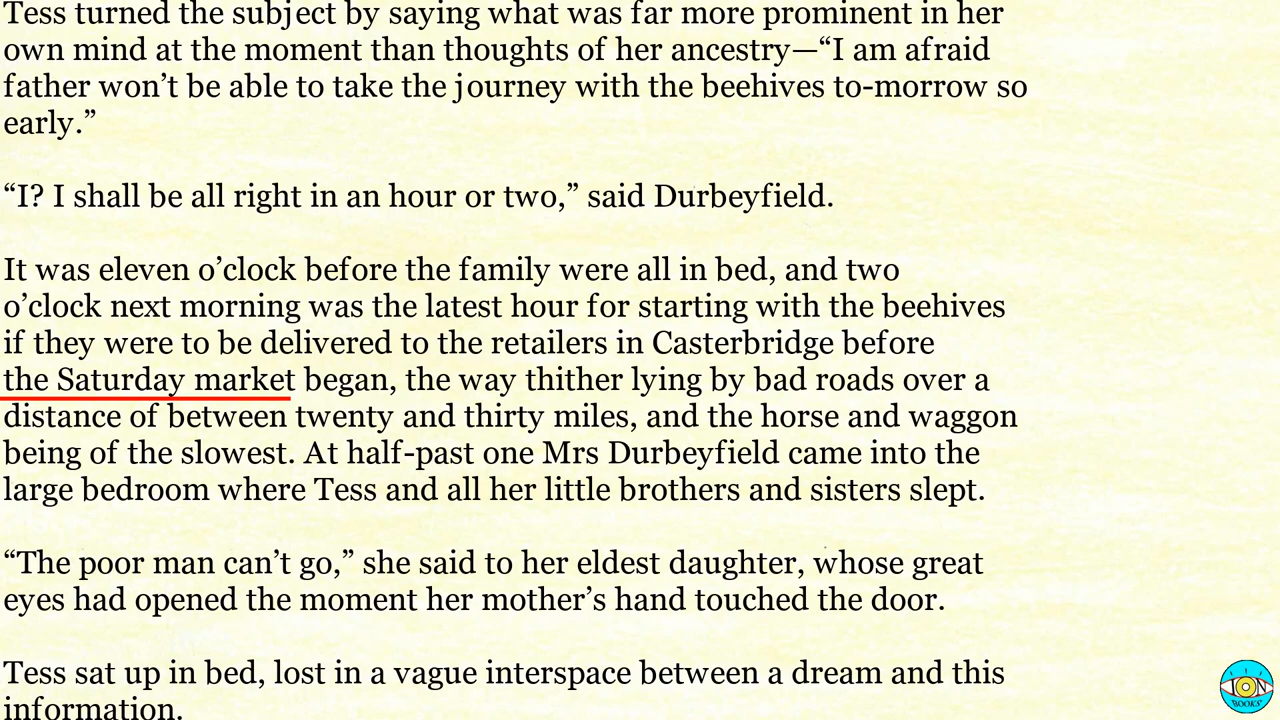 Tess turned the subject by saying what was far more prominent in her
own mind at the moment than thoughts of her ancestry—“I am afraid
father won’t be able to take the journey with the beehives to-morrow so
early.”
“I? I shall be all right in an hour or two,” said Durbeyfield.
It was eleven o’clock before the family were all in bed, and two
o’clock next morning was the latest hour for starting with the beehives
if they were to be delivered to the retailers in Casterbridge before
the Saturday market began, the way thither lying by bad roads over a
distance of between twenty and thirty miles, and the horse and waggon
being of the slowest. At half-past one Mrs Durbeyfield came into the
large bedroom where Tess and all her little brothers and sisters slept.
“The poor man can’t go,” she said to her eldest daughter, whose great
eyes had opened the moment her mother’s hand touched the door.
Tess sat up in bed, lost in a vague interspace between a dream and this
information.
ION
BOOKS